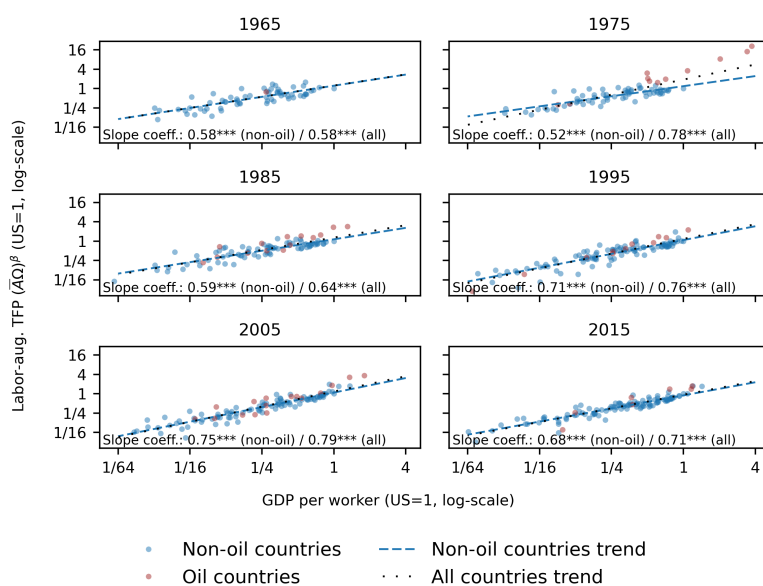 1965
1975
16
4
1
1/4
1/16
Slope coeff.: 0.58*** (non-oil) / 0.58*** (all)
16
4
1
1/4
1/16
Slope coeff.: 0.52*** (non-oil) / 0.78*** (all)
1985
1995
16
4
1
1/4
1/16
Slope coeff.: 0.59*** (non-oil) / 0.64*** (all)
16
4
1
1/4
1/16
Slope coeff.: 0.71*** (non-oil) / 0.76*** (all)
2005
2015
16
4
1
1/4
1/16
Slope coeff.: 0.75*** (non-oil) / 0.79*** (all)
16
4
1
1/4
1/16
Slope coeff.: 0.68*** (non-oil) / 0.71*** (all)
1/64 1/16 1/4 1 4
1/64 1/16 1/4 1 4
Labor-aug. TFP (A̅Ω)^β (US=1, log-scale)
GDP per worker (US=1, log-scale)
Non-oil countries
Non-oil countries trend
Oil countries
All countries trend